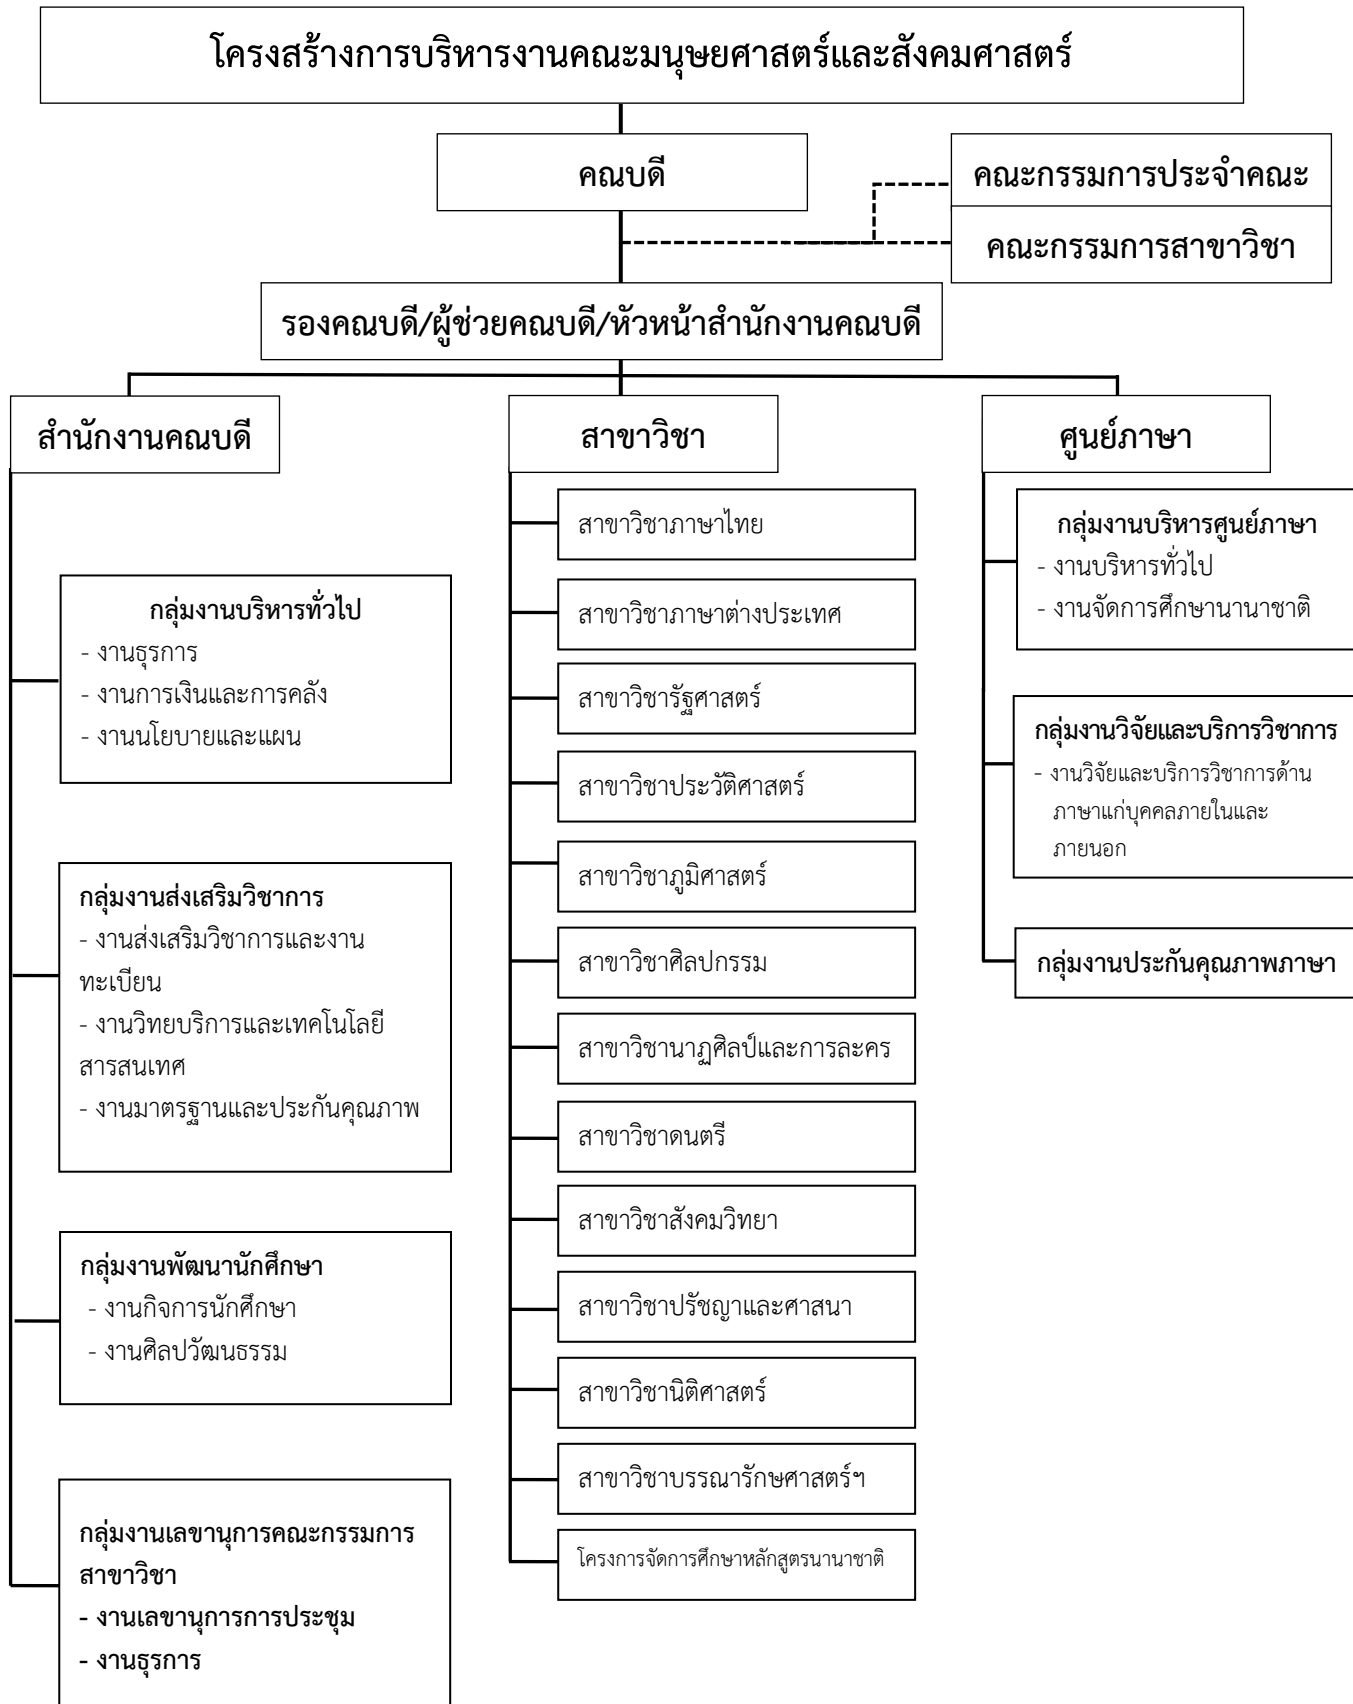 โครงสร้างการบริหารงานคณะมนุษยศาสตร์และสังคมศาสตร์
คณบดี
คณะกรรมการประจำคณะ
คณะกรรมการสาขาวิชา
รองคณบดี/ผู้ช่วยคณบดี/หัวหน้าสำนักงานคณบดี
สำนักงานคณบดี
กลุ่มงานบริหารทั่วไป
- งานธุรการ
- งานการเงินและการคลัง
- งานนโยบายและแผน
กลุ่มงานส่งเสริมวิชาการ
- งานส่งเสริมวิชาการและงาน
ทะเบียน
- งานวิทยบริการและเทคโนโลยี
สารสนเทศ
- งานมาตรฐานและประกันคุณภาพ
กลุ่มงานพัฒนานักศึกษา
- งานกิจการนักศึกษา
- งานศิลปวัฒนธรรม
กลุ่มงานเลขานุการคณะกรรมการ
สาขาวิชา
- งานเลขานุการการประชุม
- งานธุรการ
สาขาวิชา
สาขาวิชาภาษาไทย
สาขาวิชาภาษาต่างประเทศ
สาขาวิชารัฐศาสตร์
สาขาวิชาประวัติศาสตร์
สาขาวิชาภูมิศาสตร์
สาขาวิชาศิลปกรรม
สาขาวิชานาฏศิลป์และการละคร
สาขาวิชาดนตรี
สาขาวิชาสังคมวิทยา
สาขาวิชาปรัชญาและศาสนา
สาขาวิชานิติศาสตร์
สาขาวิชาบรรณารักษศาสตร์ฯ
โครงการจัดการศึกษาหลักสูตรนานาชาติ
ศูนย์ภาษา
กลุ่มงานบริหารศูนย์ภาษา
- งานบริหารทั่วไป
- งานจัดการศึกษานานาชาติ
กลุ่มงานวิจัยและบริการวิชาการ
- งานวิจัยและบริการวิชาการด้าน
ภาษาแก่บุคคลภายในและ
ภายนอก
กลุ่มงานประกันคุณภาพภาษา